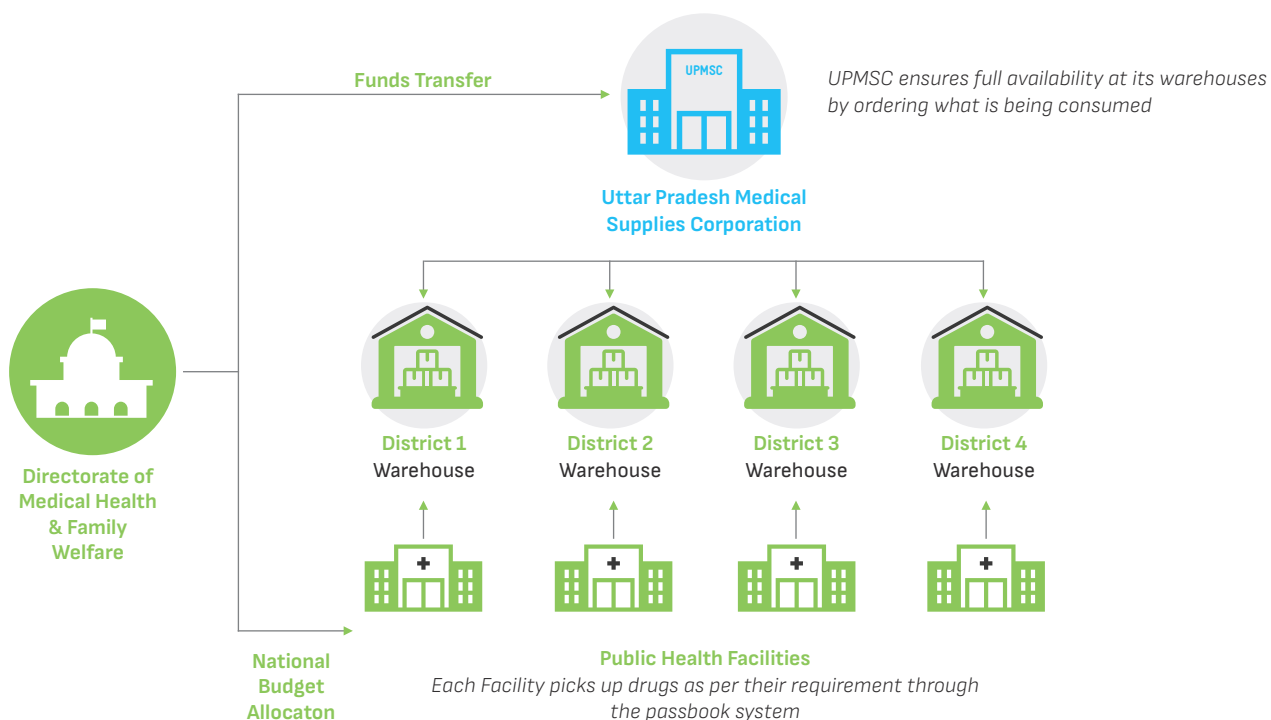 Funds Transfer
UPMSC
UPMSC ensures full availability at its warehouses
by ordering what is being consumed
Uttar Pradesh Medical
Supplies Corporation
Directorate of
Medical Health
& Family
Welfare
District 1
Warehouse
District 2
Warehouse
District 3
Warehouse
District 4
Warehouse
National
Budget
Allocaton
Public Health Facilities
Each Facility picks up drugs as per their requirement through
the passbook system